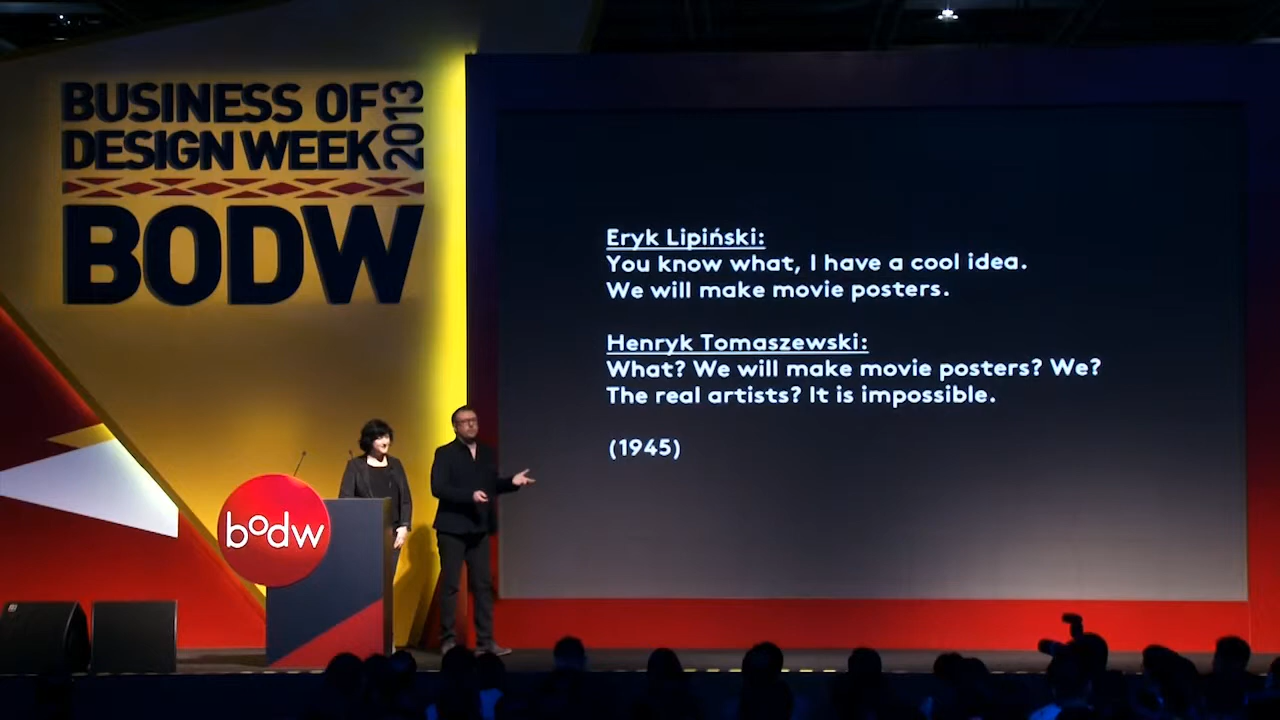 BUSINESS OF
DESIGN WEEK
2013
BODW
bodw
Eryk Lipiński:
You know what, I have a cool idea.
We will make movie posters.
Henryk Tomaszewski:
What? We will make movie posters? We?
The real artists? It is impossible.
(1945)